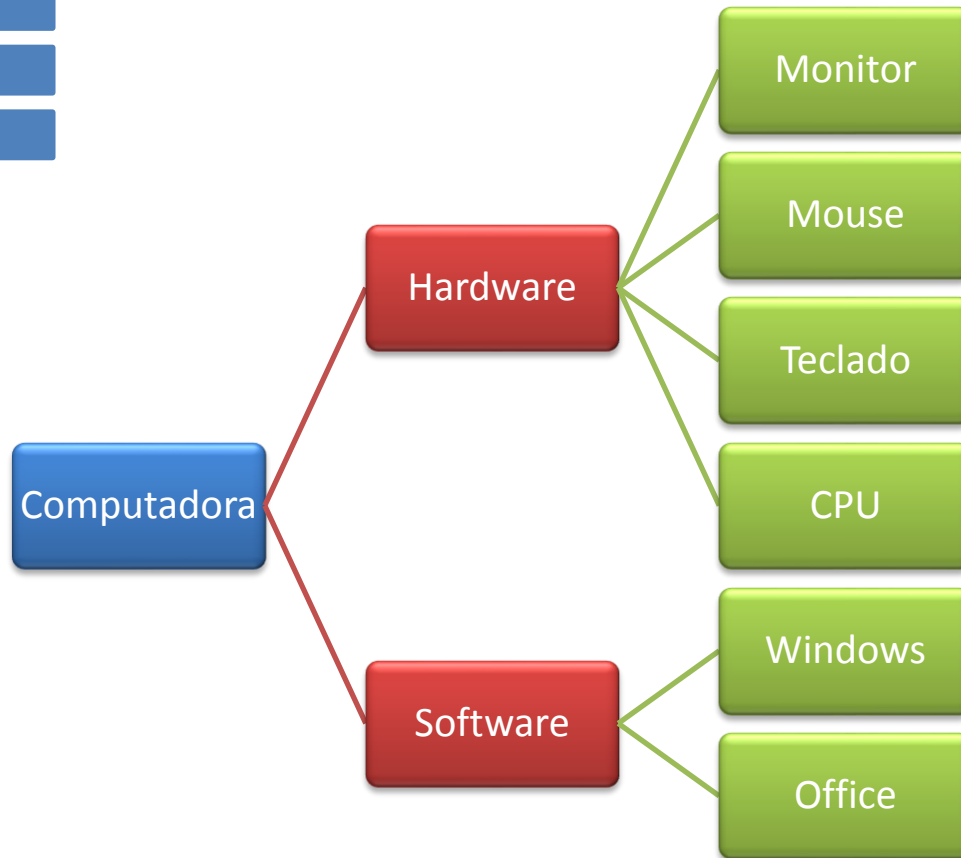 Computadora
Hardware
Monitor
Mouse
Teclado
CPU
Software
Windows
Office